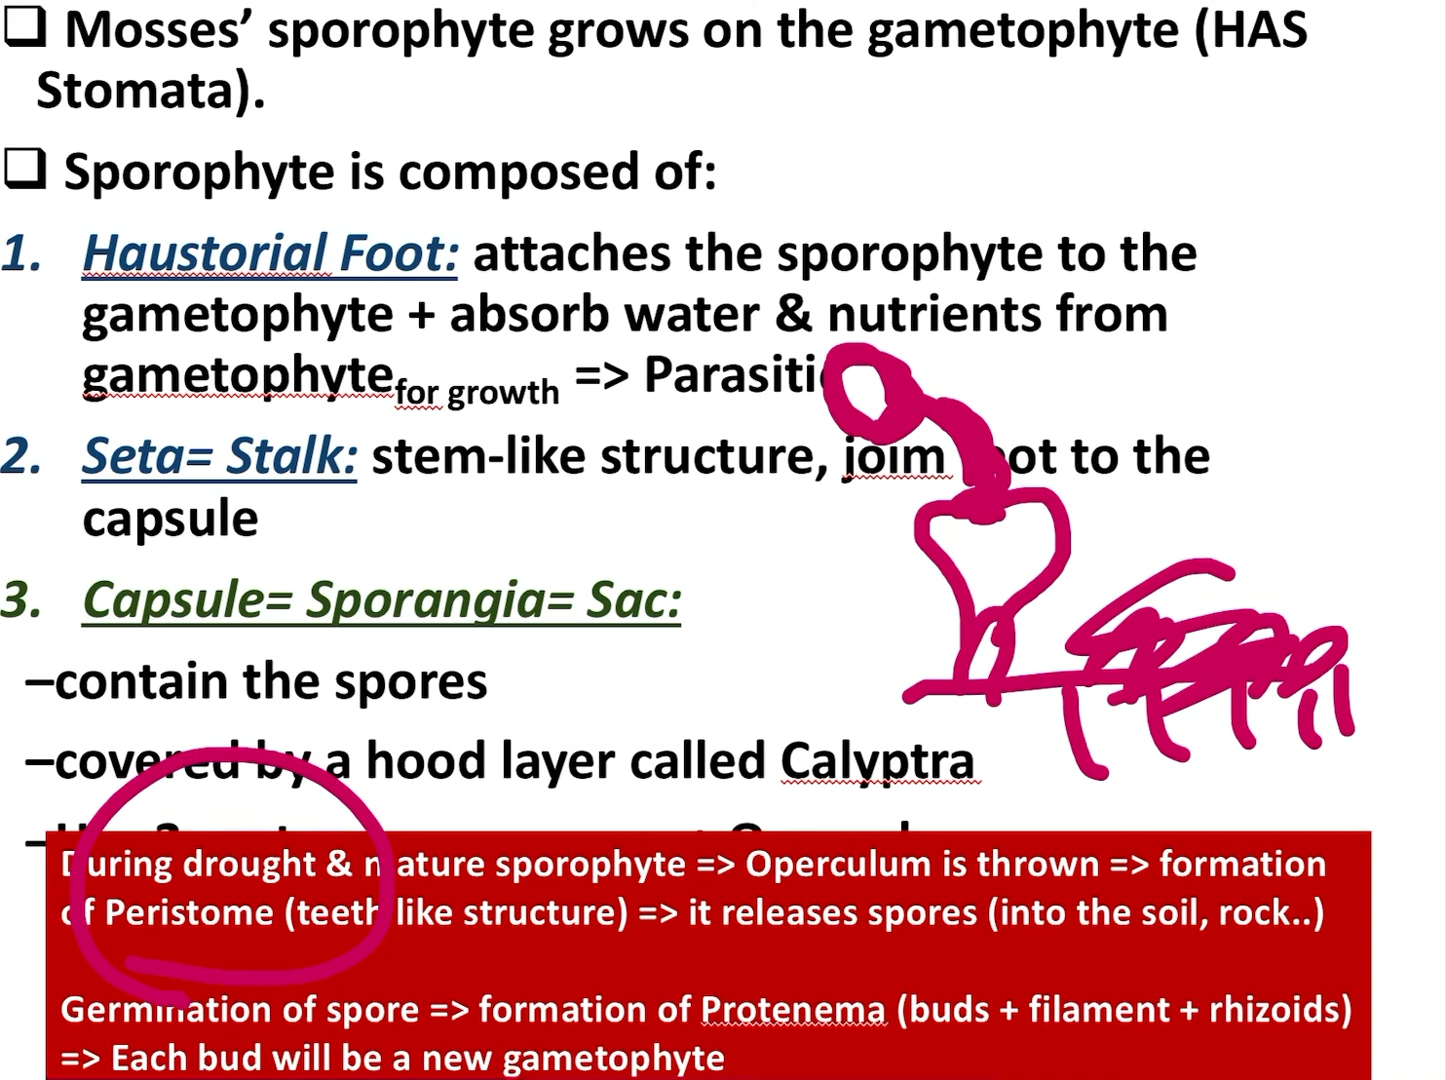 ❑ Mosses’ sporophyte grows on the gametophyte (HAS
Stomata).
❑ Sporophyte is composed of:
1. Haustorial Foot: attaches the sporophyte to the
gametophyte + absorb water & nutrients from
gametophyte for growth => Parasiti
2. Seta= Stalk: stem-like structure, joim to the
capsule
3. Capsule= Sporangia= Sac:
–contain the spores
–covered by a hood layer called Calyptra
During drought & mature sporophyte => Operculum is thrown => formation
of Peristome (teeth like structure) => it releases spores (into the soil, rock..)
Germination of spore => formation of Protenema (buds + filament + rhizoids)
=> Each bud will be a new gametophyte